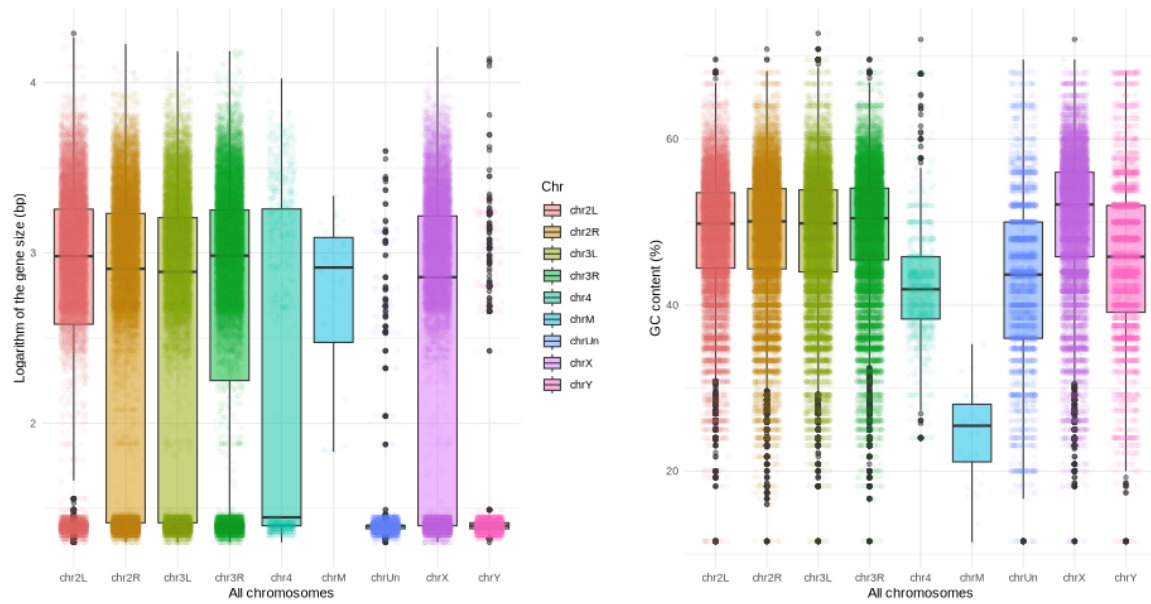 Logarithm of the gene size (bp)
4
3
2
chr2L chr2R chr3L chr3R chr4 chrM chrUn chrX chrY
All chromosomes
Chr
chr2L
chr2R
chr3L
chr3R
chr4
chrM
chrUn
chrX
chrY
GC content (%)
60
40
20
chr2L chr2R chr3L chr3R chr4 chrM chrUn chrX chrY
All chromosomes